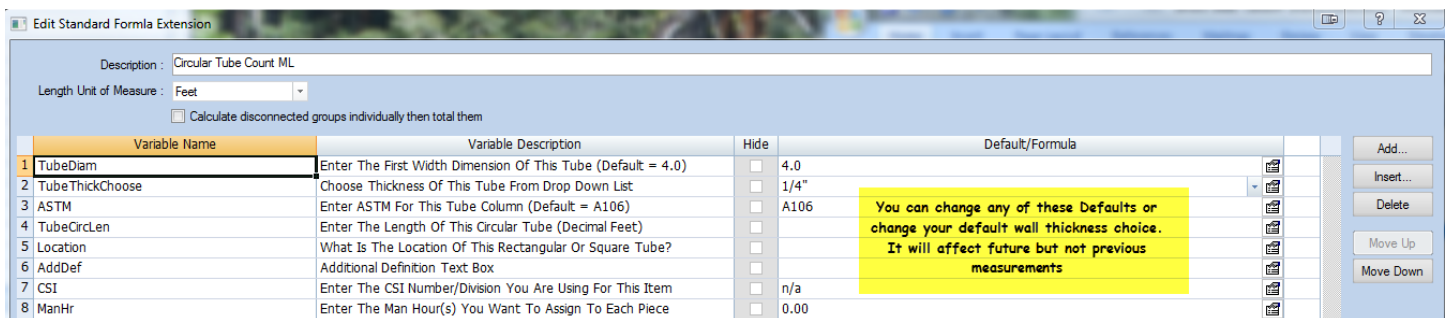 Edit Standard Formla Extension
Description : Circular Tube Count ML
Length Unit of Measure : Feet
Calculate disconnected groups individually then total them
Variable Name Variable Description Hide Default/Formula
1 TubeDiam Enter The First Width Dimension Of This Tube (Default = 4.0) 4.0
2 TubeThickChoose Choose Thickness Of This Tube From Drop Down List 1/4"
3 ASTM Enter ASTM For This Tube Column (Default = A106) A106
4 TubeCircLen Enter The Length Of This Circular Tube (Decimal Feet)
5 Location What Is The Location Of This Rectangular Or Square Tube?
6 AddDef Additional Definition Text Box
7 CSI Enter The CSI Number/Division You Are Using For This Item n/a
8 ManHr Enter The Man Hour(s) You Want To Assign To Each Piece 0.00
You can change any of these Defaults or
change your default wall thickness choice.
It will affect future but not previous
measurements
Add...
Insert...
Delete
Move Up
Move Down